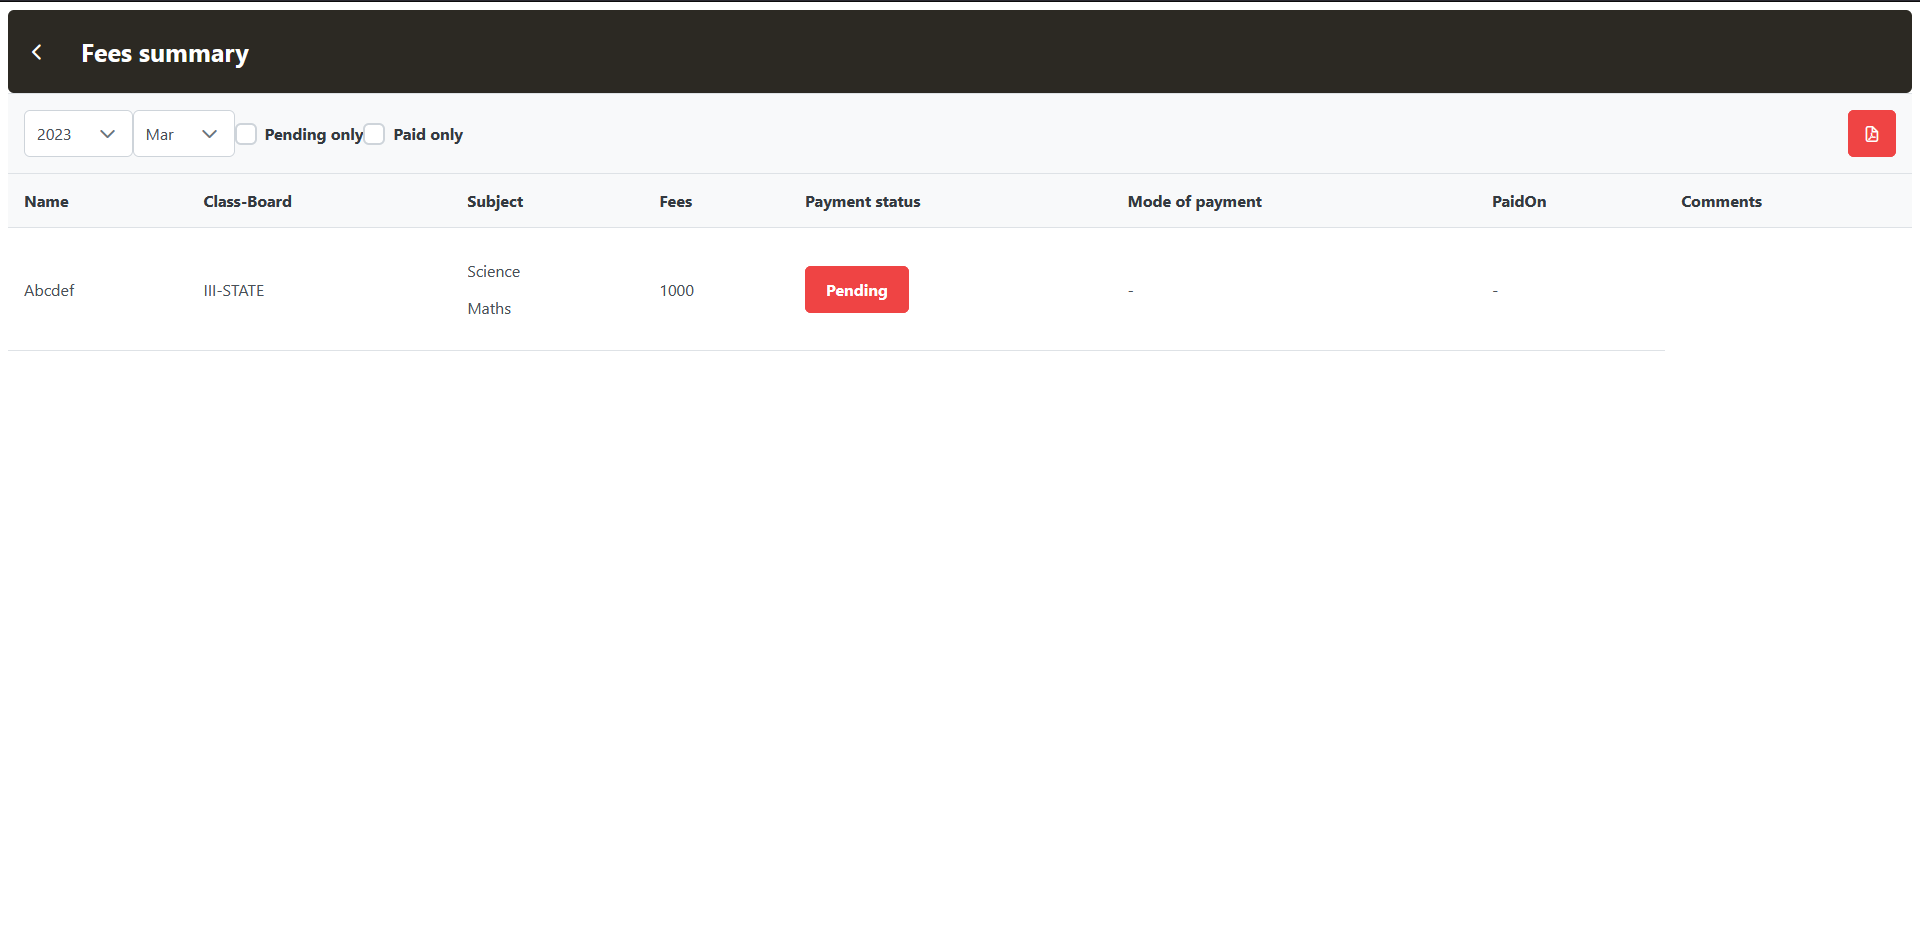 Fees summary
2023 Mar Pending only Paid only
Name Class-Board Subject Fees Payment status Mode of payment PaidOn Comments
Science
Abcdef III-STATE 1000 Pending - -
Maths